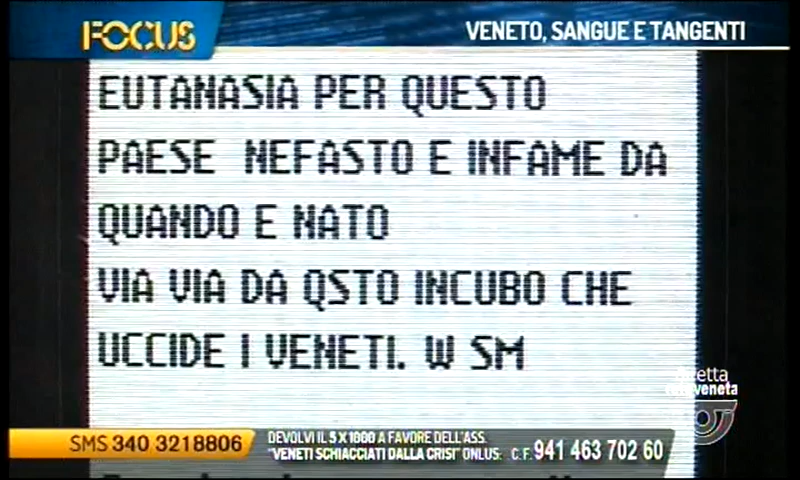 FOCUS
VENETO, SANGUE E TANGENTI
EUTANASIA PER QUESTO
PAESE NEFASTO E INFAME DA
QUANDO E NATO
VIA VIA DA QSTO INCUBO CHE
UCCIDE I VENETI. W SM
SMS 340 3218806
DEVOLVI IL 5 X 1000 A FAVORE DELL'ASS.
"VENETI SCHIACCIATI DALLA CRISI" ONLUS: C.F. 941 463 702 60